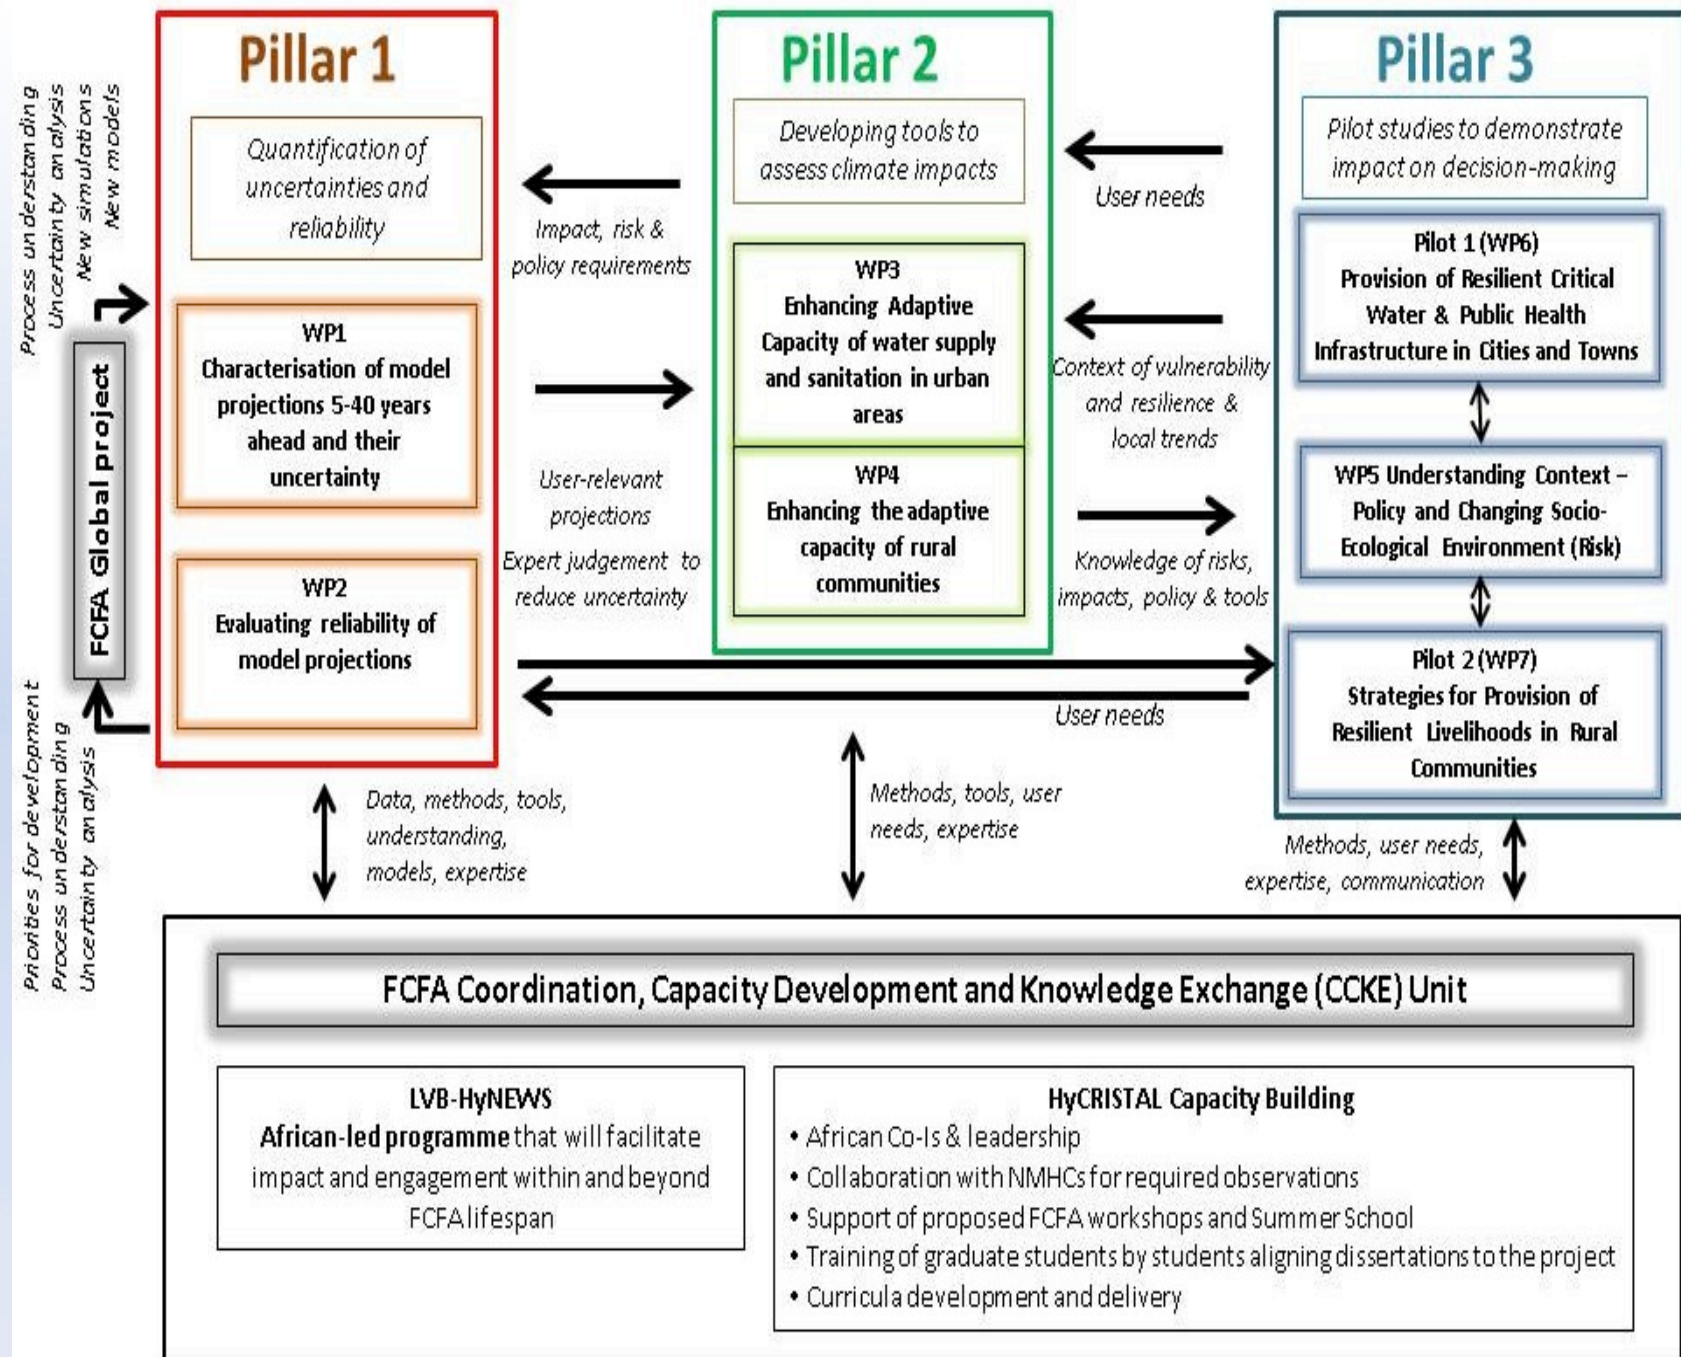 Process understanding
Uncertainty analysis
New simulations
New models
FCFA Global project
Priorities for development
Process understanding
Uncertainty analysis
Pillar 1
Quantification of
uncertainties and
reliability
WP1
Characterisation of model
projections 5-40 years
ahead and their
uncertainty
WP2
Evaluating reliability of
model projections
Impact, risk &
policy requirements
User-relevant
projections
Expert judgement to
reduce uncertainty
Pillar 2
Developing tools to
assess climate impacts
WP3
Enhancing Adaptive
Capacity of water supply
and sanitation in urban
areas
WP4
Enhancing the adaptive
capacity of rural
communities
User needs
Context of vulnerability
and resilience &
local trends
Knowledge of risks,
impacts, policy & tools
User needs
Pillar 3
Pilot studies to demonstrate
impact on decision-making
Pilot 1 (WP6)
Provision of Resilient Critical
Water & Public Health
Infrastructure in Cities and Towns
WP5 Understanding Context –
Policy and Changing Socio-
Ecological Environment (Risk)
Pilot 2 (WP7)
Strategies for Provision of
Resilient Livelihoods in Rural
Communities
Data, methods, tools,
understanding,
models, expertise
Methods, tools, user
needs, expertise
Methods, user needs,
expertise, communication
FCFA Coordination, Capacity Development and Knowledge Exchange (CCKE) Unit
LVB-HyNEWS
African-led programme that will facilitate
impact and engagement within and beyond
FCFA lifespan
HyCRISTAL Capacity Building
• African Co-Is & leadership
• Collaboration with NMHCs for required observations
• Support of proposed FCFA workshops and Summer School
• Training of graduate students by students aligning dissertations to the project
• Curricula development and delivery